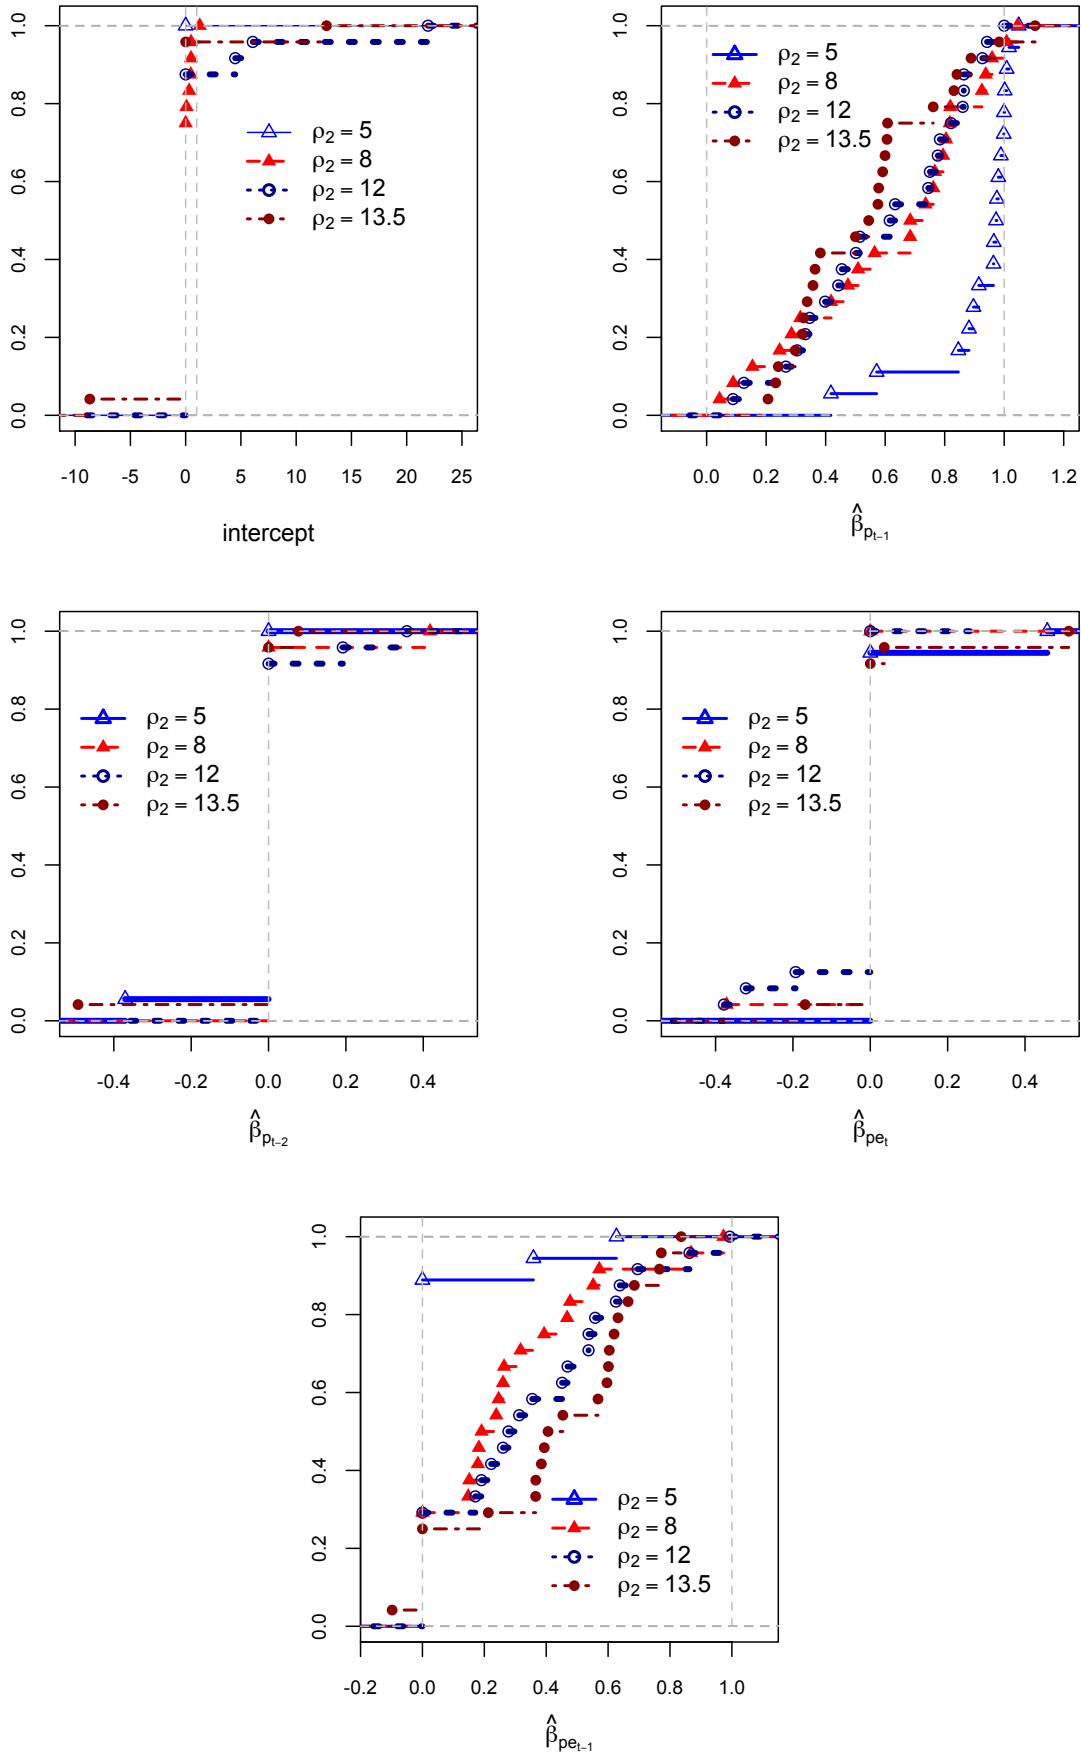 0.0 0.2 0.4 0.6 0.8 1.0
ρ₂ = 5
ρ₂ = 8
ρ₂ = 12
ρ₂ = 13.5
-10 -5 0 5 10 15 20 25
intercept
0.0 0.2 0.4 0.6 0.8 1.0
ρ₂ = 5
ρ₂ = 8
ρ₂ = 12
ρ₂ = 13.5
0.0 0.2 0.4 0.6 0.8 1.0 1.2
β̂ pₜ₋₁
0.0 0.2 0.4 0.6 0.8 1.0
ρ₂ = 5
ρ₂ = 8
ρ₂ = 12
ρ₂ = 13.5
-0.4 -0.2 0.0 0.2 0.4
β̂ pₜ₋₂
0.0 0.2 0.4 0.6 0.8 1.0
ρ₂ = 5
ρ₂ = 8
ρ₂ = 12
ρ₂ = 13.5
-0.4 -0.2 0.0 0.2 0.4
β̂ peₜ
0.0 0.2 0.4 0.6 0.8 1.0
ρ₂ = 5
ρ₂ = 8
ρ₂ = 12
ρ₂ = 13.5
-0.2 0.0 0.2 0.4 0.6 0.8 1.0
β̂ peₜ₋₁